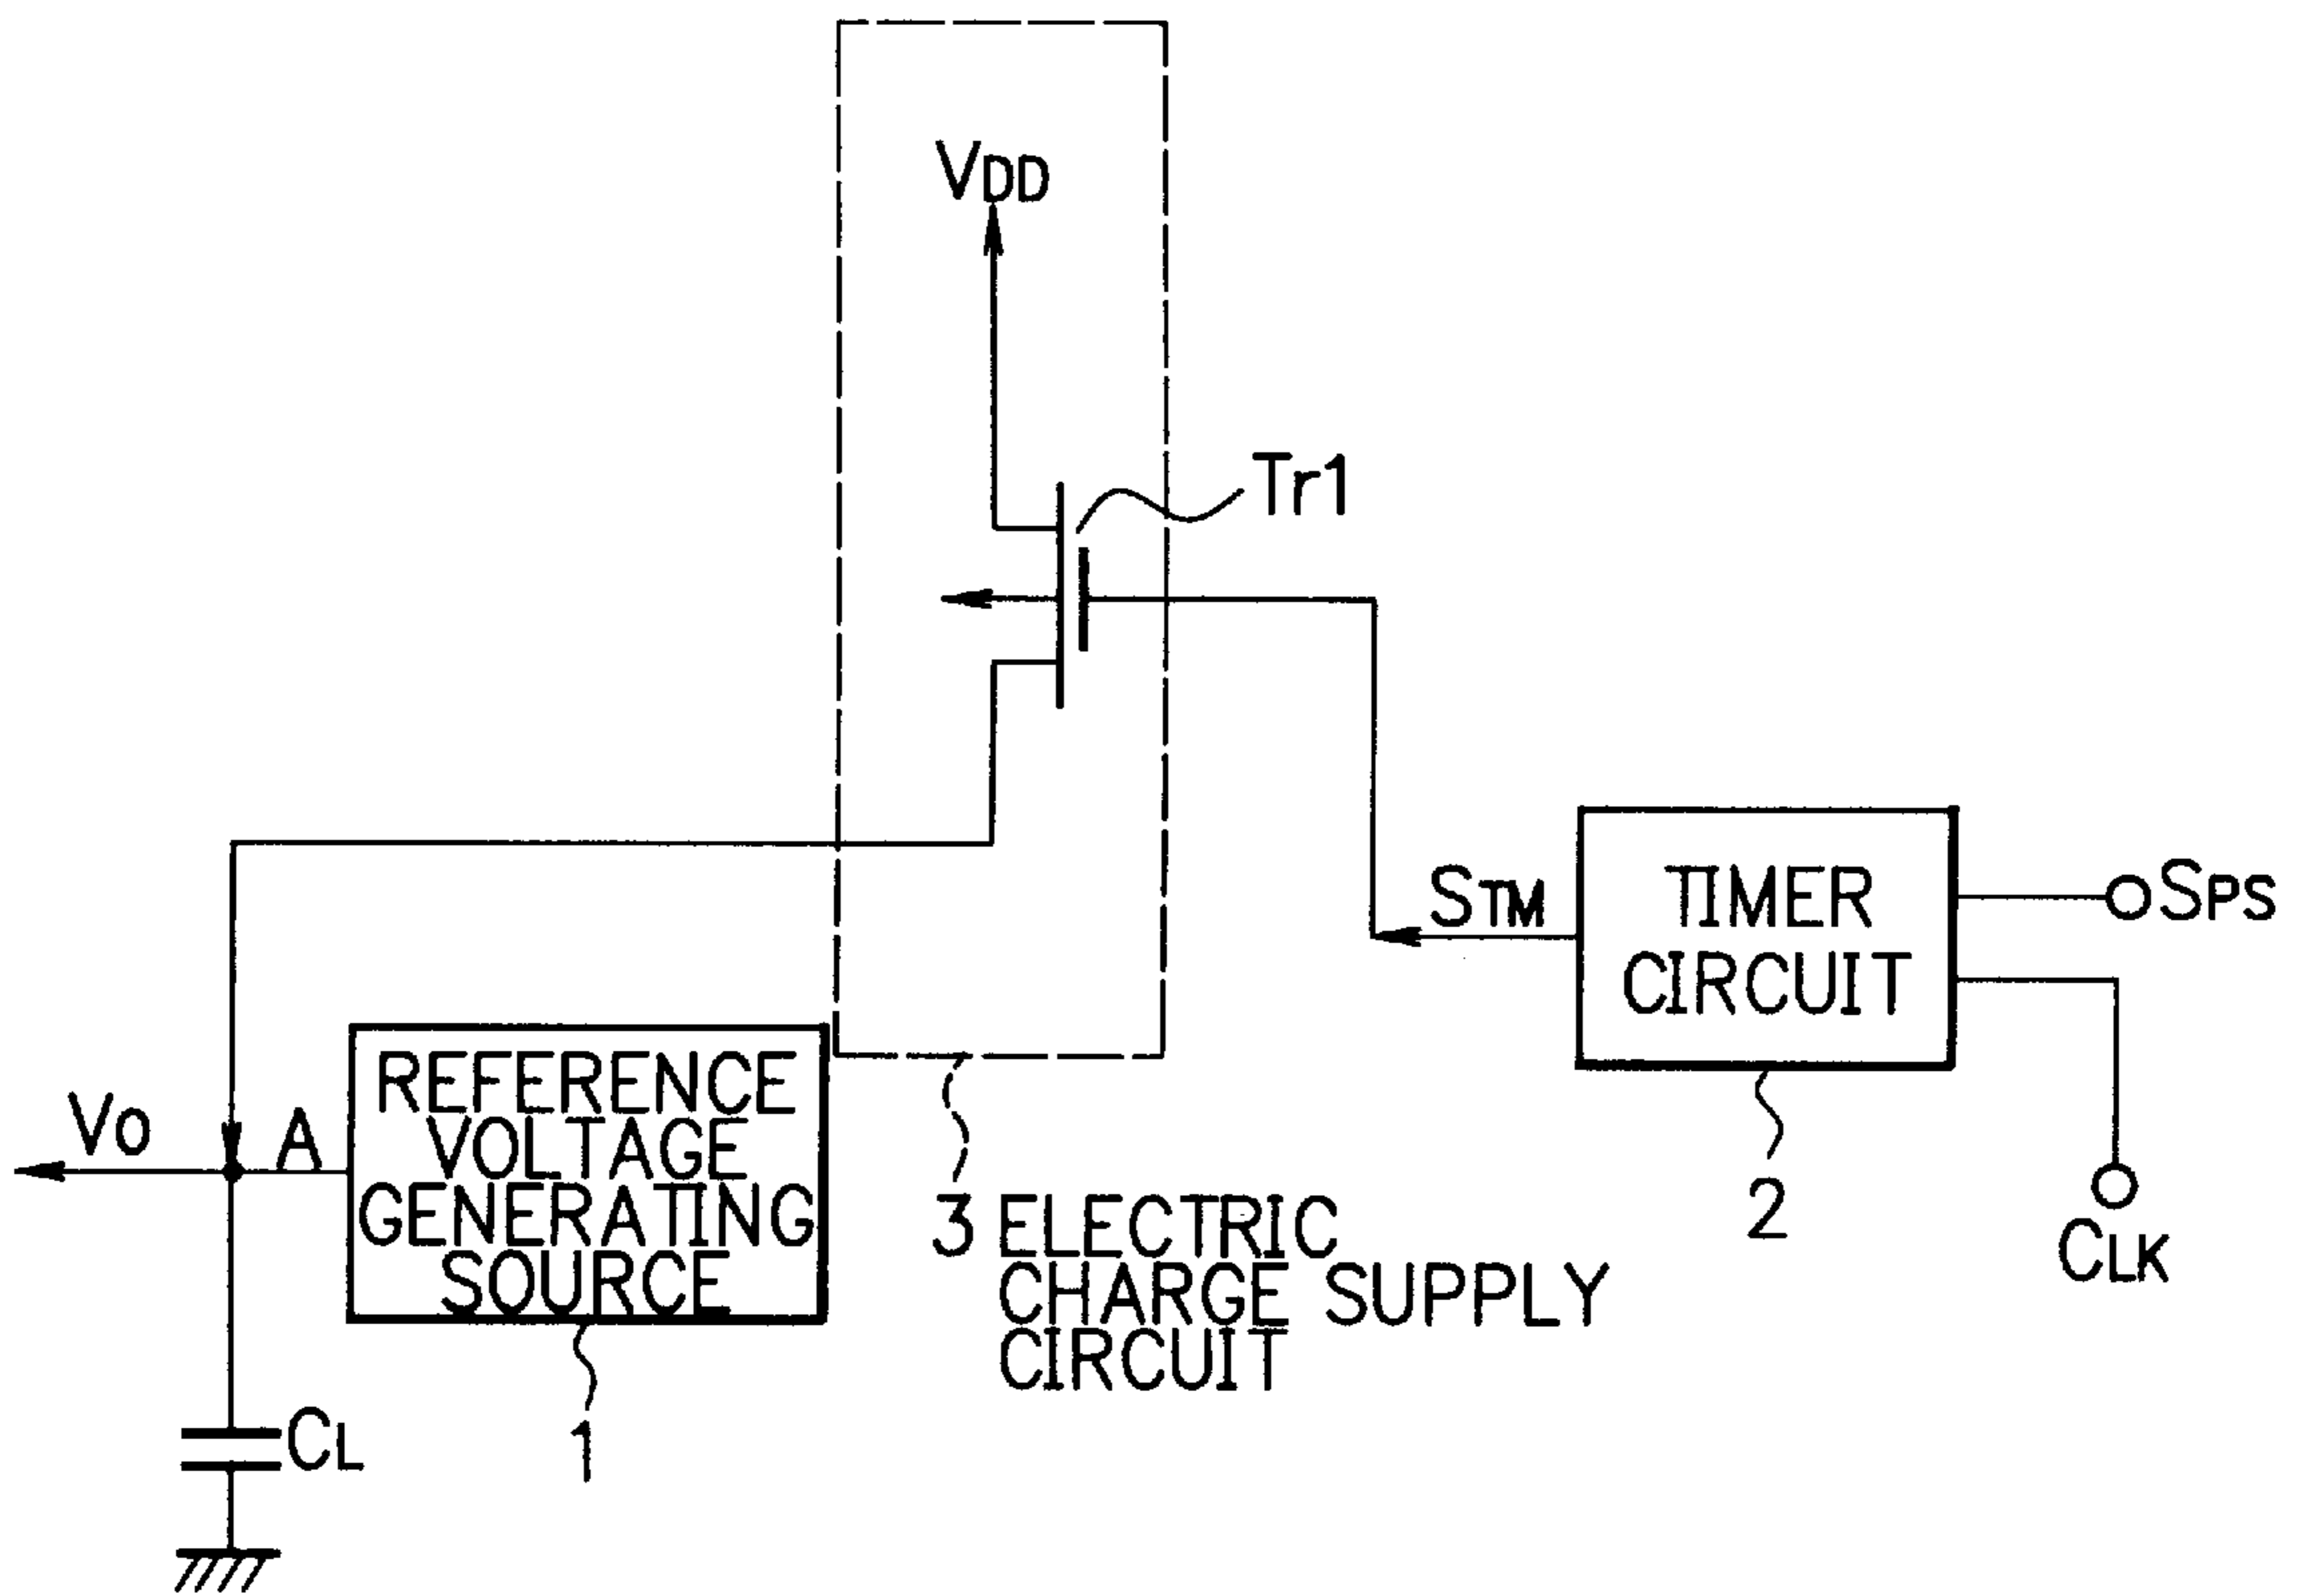 VDD
Tr1
STM
TIMER
CIRCUIT
SPS
CLK
2
REFERENCE
VOLTAGE
GENERATING
SOURCE
1
Vo
A
3 ELECTRIC
CHARGE SUPPLY
CIRCUIT
CL